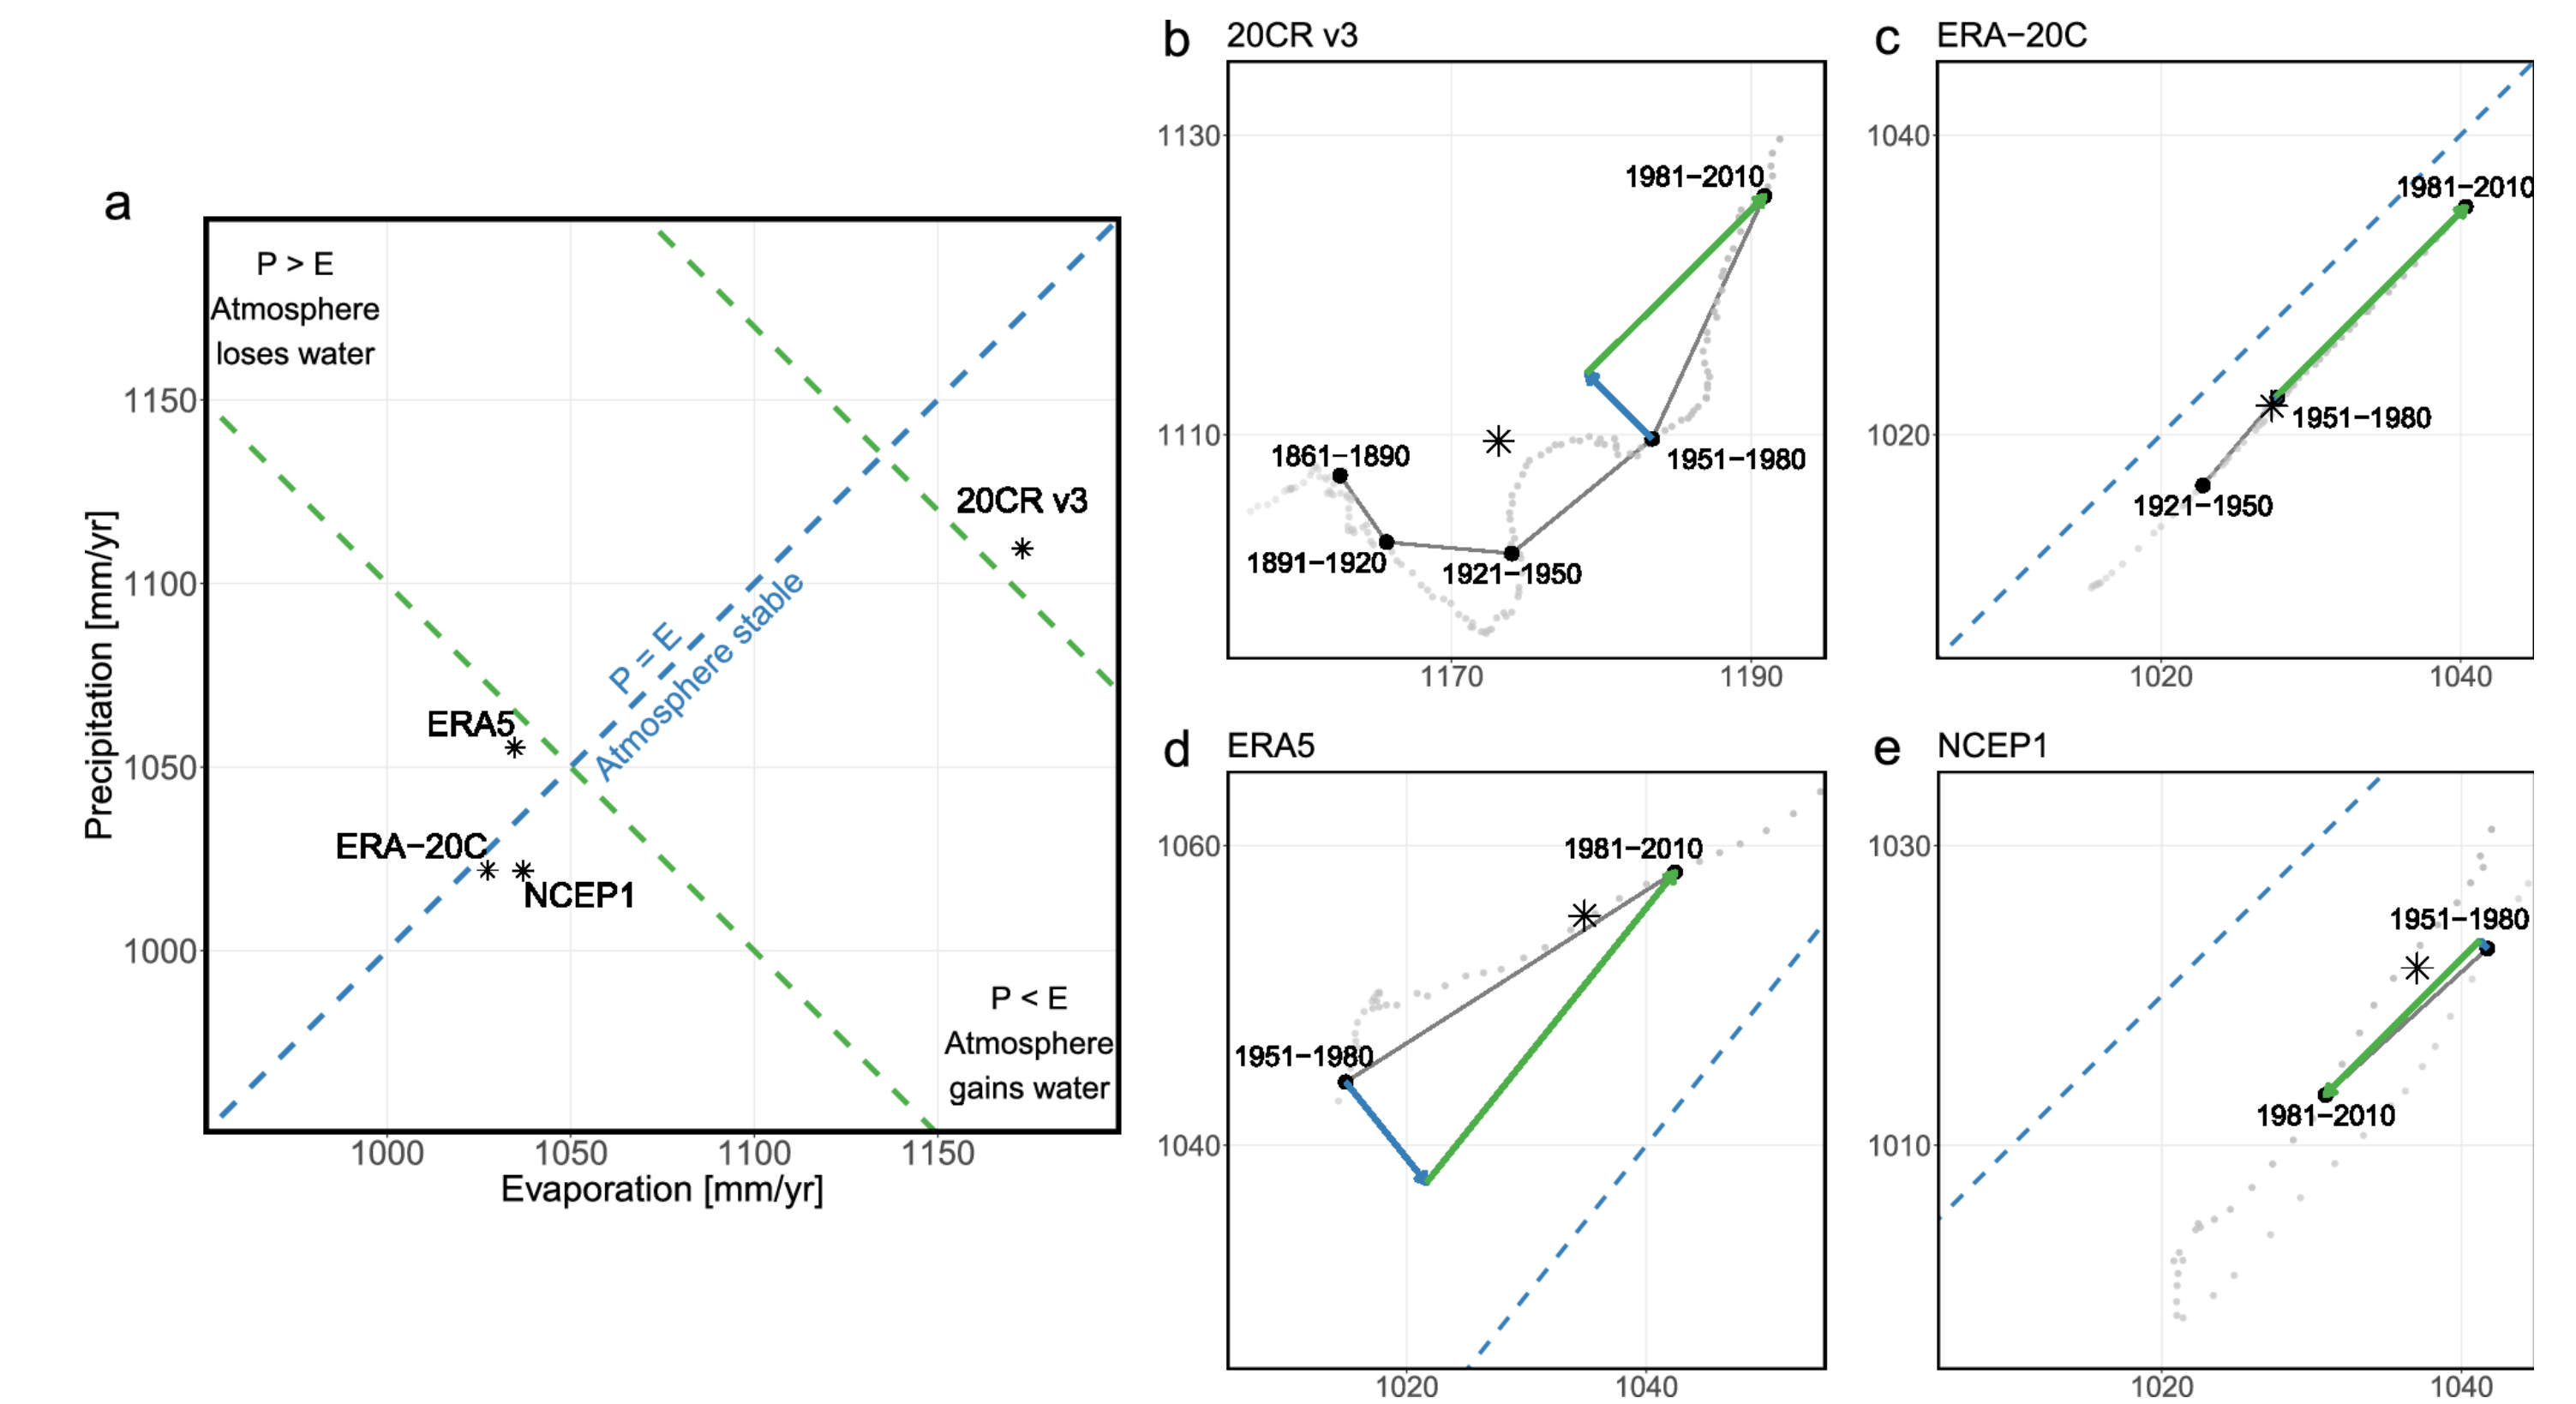 a
P > E
Atmosphere
loses water
20CR v3
P = E
Atmosphere stable
ERA5
ERA−20C
NCEP1
P < E
Atmosphere
gains water
1150
1100
1050
1000
Precipitation [mm/yr]
1000 1050 1100 1150
Evaporation [mm/yr]
b 20CR v3
1130
1110
1981−2010
1861−1890
1951−1980
1891−1920
1921−1950
1170 1190
c ERA−20C
1040
1020
1981−2010
1951−1980
1921−1950
1020 1040
d ERA5
1060
1040
1981−2010
1951−1980
1020 1040
e NCEP1
1030
1010
1951−1980
1981−2010
1020 1040